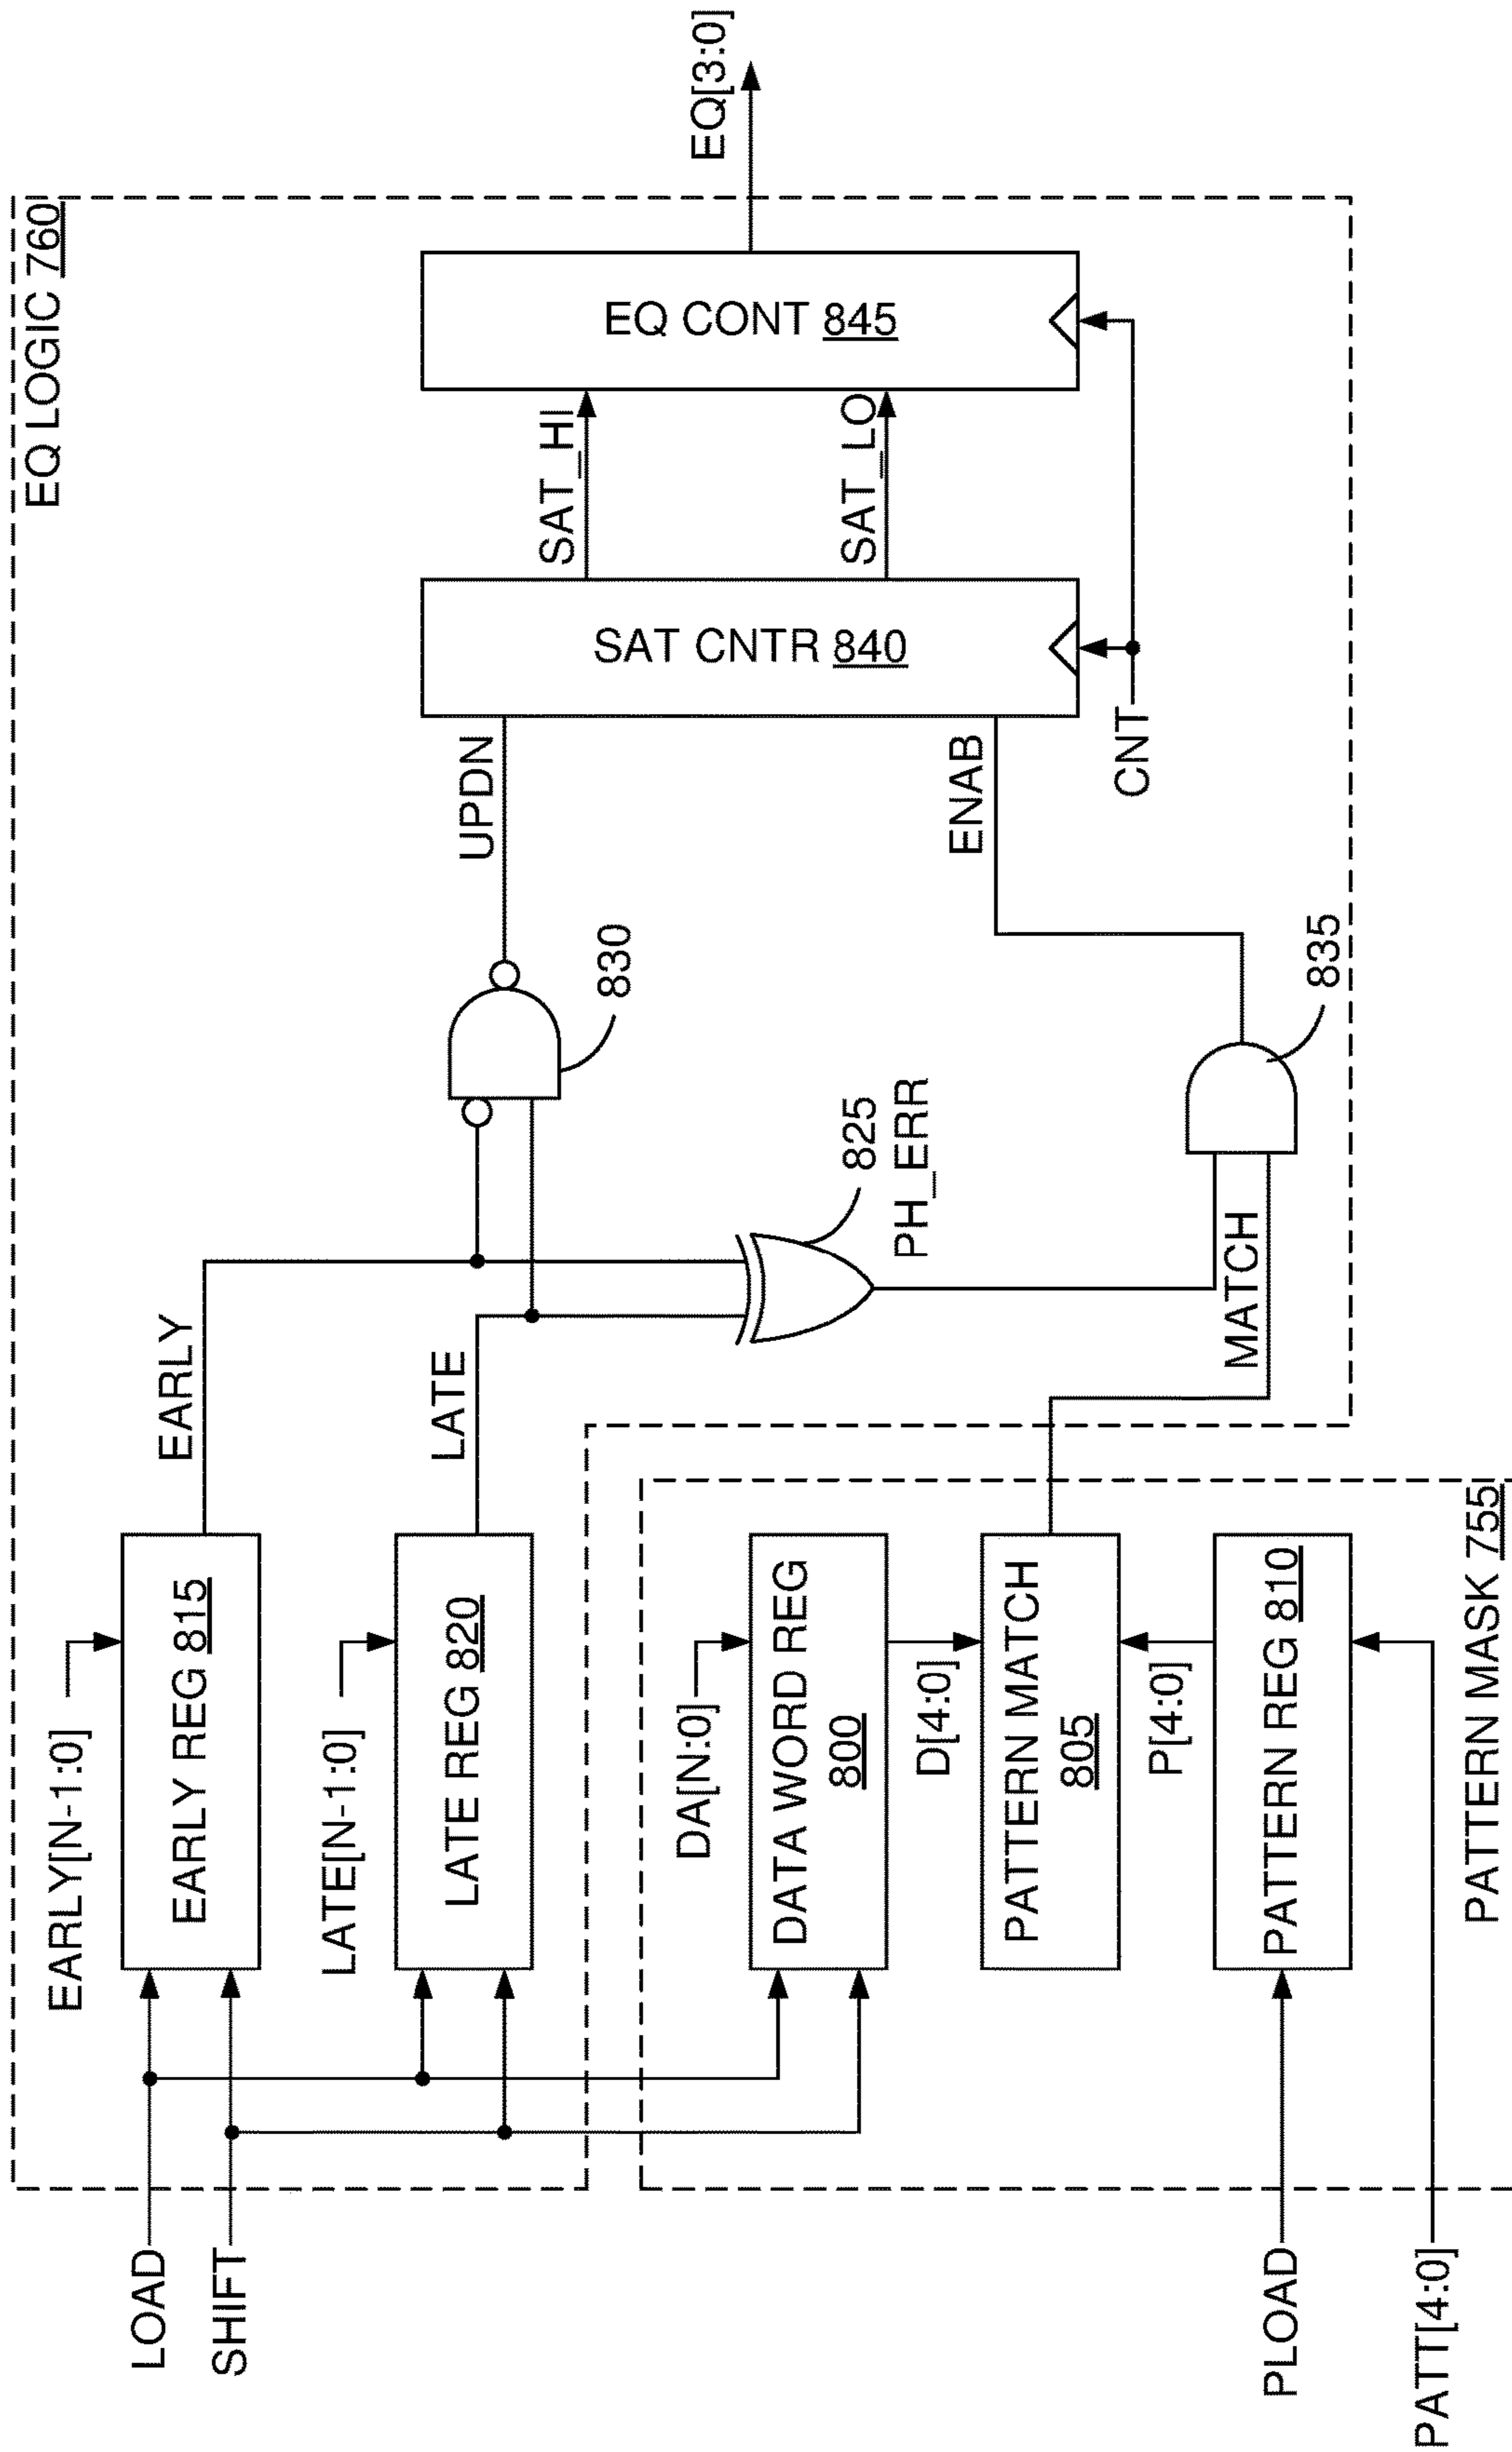 EQ LOGIC 760
EARLY[N-1:0]
EARLY REG 815
EARLY
LATE[N-1:0]
LATE REG 820
LATE
LOAD
SHIFT
830
UPDN
825
PH_ERR
SAT CNTR 840
SAT_HI
SAT_LO
EQ CONT 845
EQ[3:0]
ENAB
CNT
835
MATCH
DA[N:0]
DATA WORD REG
800
D[4:0]
PATTERN MATCH
805
P[4:0]
PATTERN REG 810
PLOAD
PATT[4:0]
PATTERN MASK 755